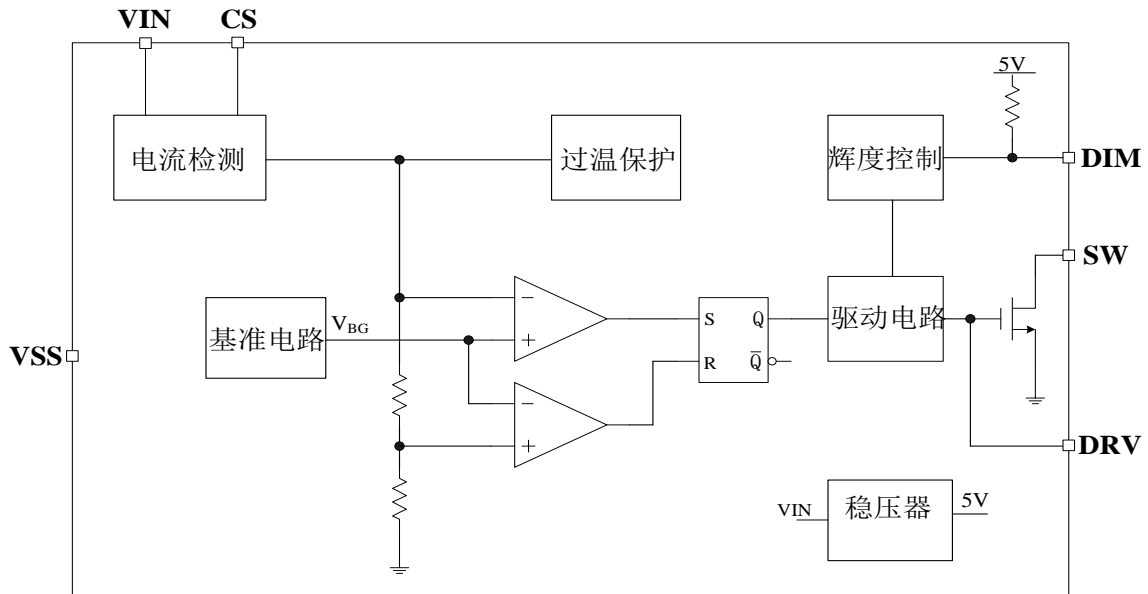 VIN CS
5V
电流检测 过温保护 辉度控制 DIM
SW
基准电路 VBG − + S Q 驱动电路
VSS R Q̅
− +
DRV
VIN 稳压器 5V